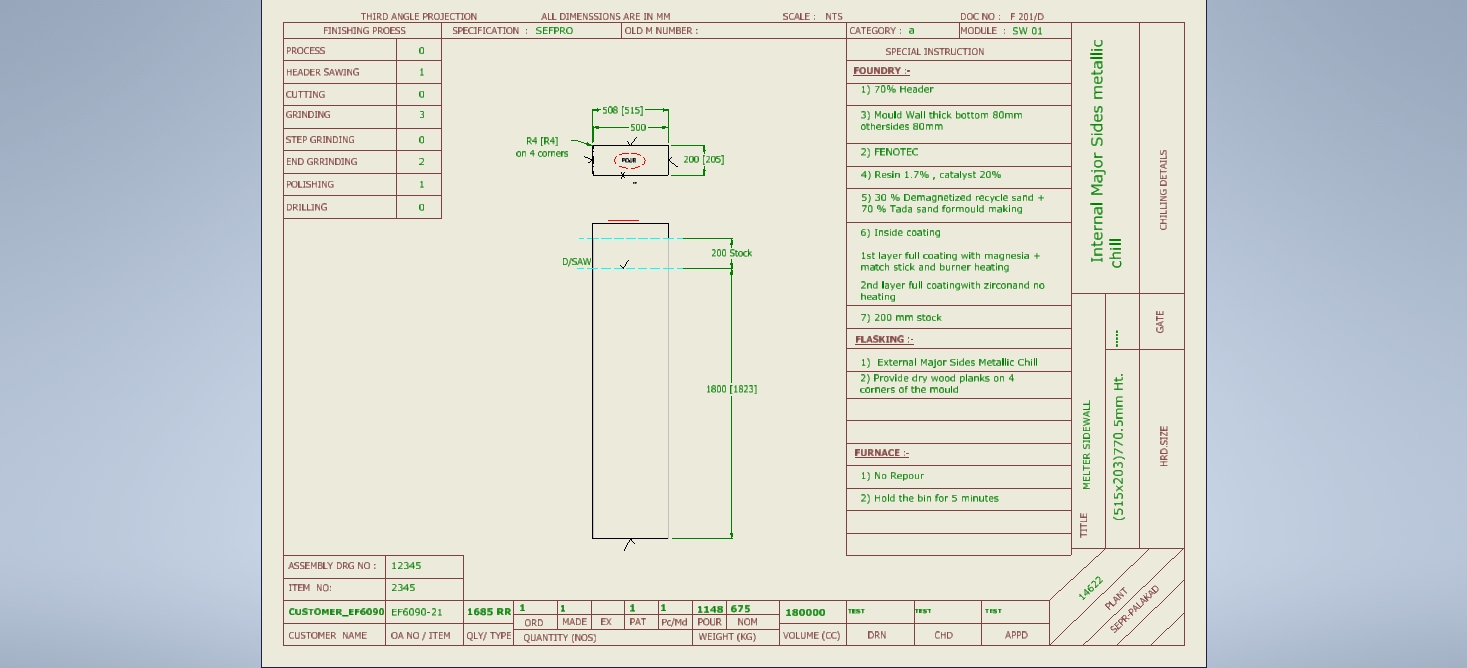 THIRD ANGLE PROJECTION ALL DIMENSSIONS ARE IN MM SCALE : NTS DOC NO : F 201/D
FINISHING PROESS SPECIFICATION : SEFPRO OLD M NUMBER : CATEGORY : a MODULE : SW 01
PROCESS 0
HEADER SAWING 1
CUTTING 0
GRINDING 3
STEP GRINDING 0
END GRRINDING 2
POLISHING 1
DRILLING 0
508 [515]
500
R4 [R4]
on 4 corners
POUR
200 [205]
200 Stock
D/SAW
1800 [1823]
SPECIAL INSTRUCTION
FOUNDRY :-
1) 70% Header
3) Mould Wall thick bottom 80mm
othersides 80mm
2) FENOTEC
4) Resin 1.7% , catalyst 20%
5) 30 % Demagnetized recycle sand +
70 % Tada sand formould making
6) Inside coating
1st layer full coating with magnesia +
match stick and burner heating
2nd layer full coatingwith zirconand no
heating
7) 200 mm stock
FLASKING :-
1) External Major Sides Metallic Chill
2) Provide dry wood planks on 4
corners of the mould
FURNACE :-
1) No Repour
2) Hold the bin for 5 minutes
Internal Major Sides metallic
chill
CHILLING DETAILS
.....
GATE
TITLE MELTER SIDEWALL
(515x203)770.5mm Ht.
HRD.SIZE
14622
PLANT
SEPR-PALAKAD
ASSEMBLY DRG NO : 12345
ITEM NO: 2345
CUSTOMER_EF6090 EF6090-21 1685 RR 1 1 1 1 1148 675 180000 TEST TEST TEST
ORD MADE EX PAT Pc/Md POUR NOM
CUSTOMER NAME OA NO / ITEM QLY/ TYPE QUANTITY (NOS) WEIGHT (KG) VOLUME (CC) DRN CHD APPD